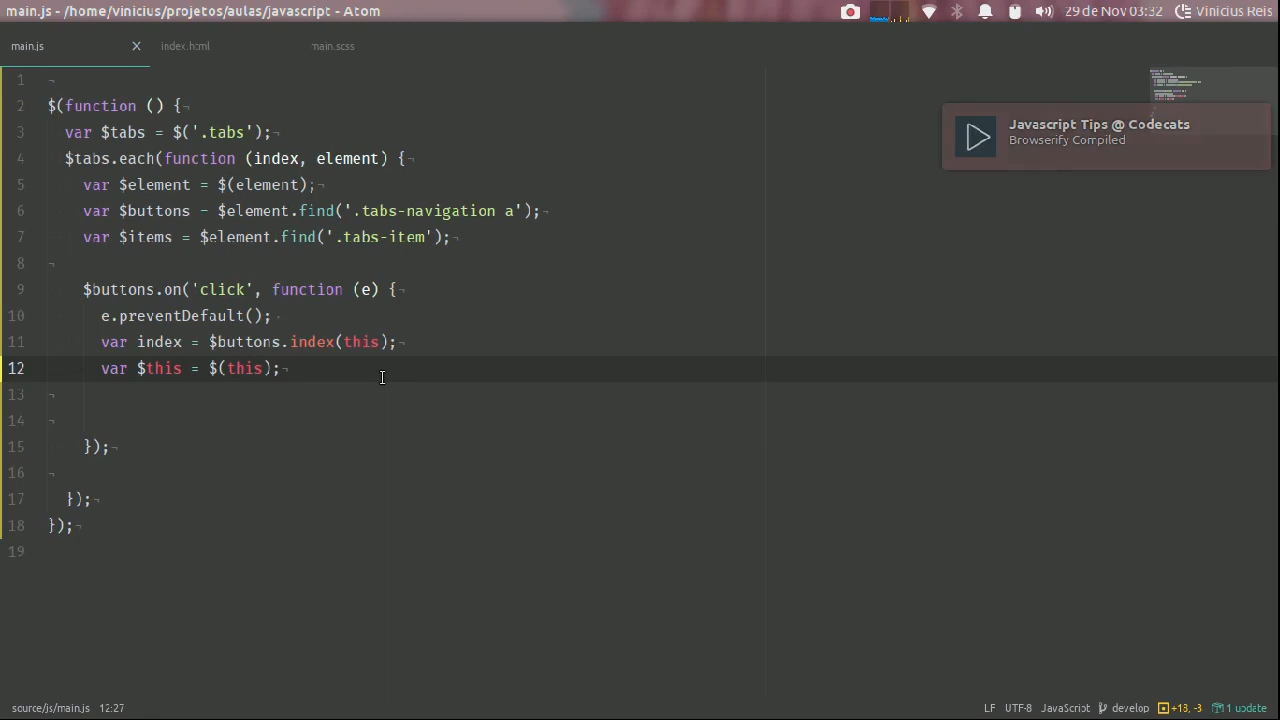 main.js - /home/vinicius/projetos/aulas/javascript - Atom
29 de Nov 03:32 Vinicius Reis
main.js index.html main.scss
1
2 $(function () {
3 var $tabs = $('.tabs');
4 $tabs.each(function (index, element) {
5 var $element = $(element);
6 var $buttons = $element.find('.tabs-navigation a');
7 var $items = $element.find('.tabs-item');
8
9 $buttons.on('click', function (e) {
10 e.preventDefault();
11 var index = $buttons.index(this);
12 var $this = $(this);
13
14
15 });
16
17 });
18 });
19
Javascript Tips @ Codecats
Browserify Compiled
source/js/main.js 12:27
LF UTF-8 JavaScript develop +18, -3 1 update